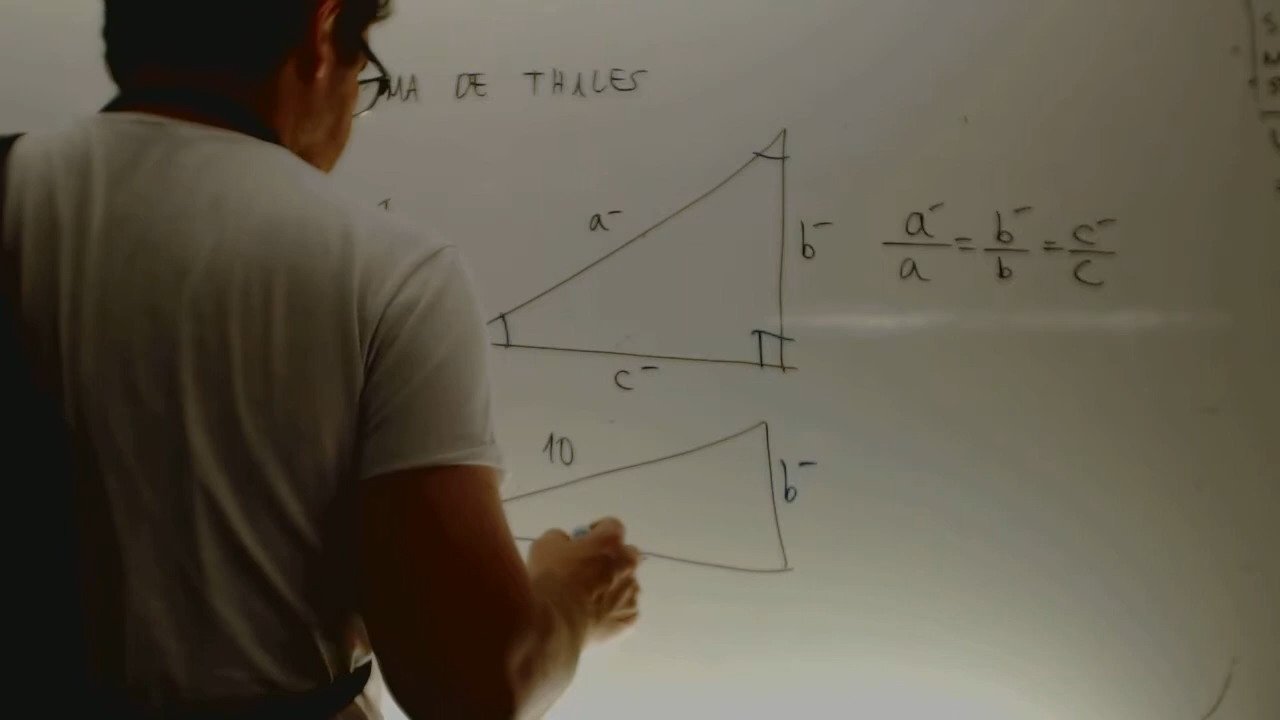 MA DE THALES
a⁻
b⁻
a⁻/a = b⁻/b = c⁻/c
c⁻
10
b⁻